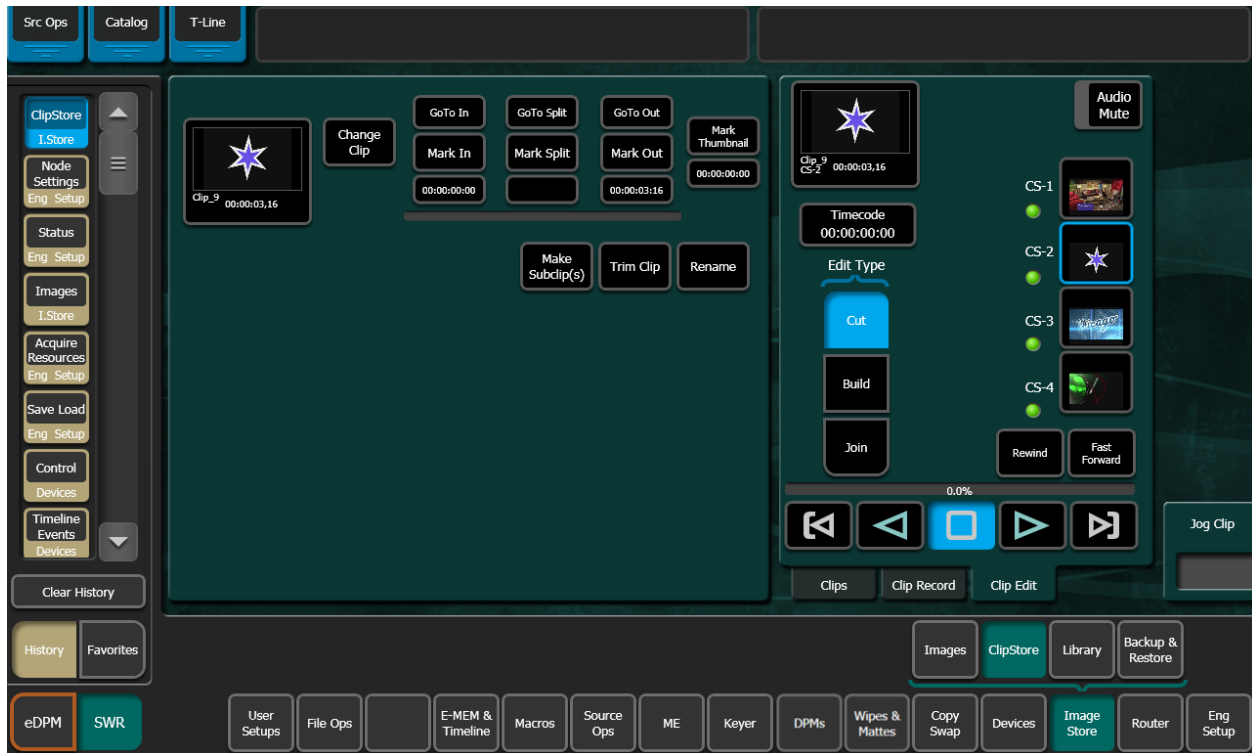 Src Ops
Catalog
T-Line
ClipStore
I.Store
Node
Settings
Eng Setup
Status
Eng Setup
Images
I.Store
Acquire
Resources
Eng Setup
Save Load
Eng Setup
Control
Devices
Timeline
Events
Devices
Clear History
History
Favorites
Clip_9 00:00:03,16
Change
Clip
GoTo In
GoTo Split
GoTo Out
Mark In
Mark Split
Mark Out
Mark
Thumbnail
00:00:00:00
00:00:03:16
00:00:00:00
Make
Subclip(s)
Trim Clip
Rename
Clip_9
CS-2 00:00:03,16
Audio
Mute
Timecode
00:00:00:00
Edit Type
Cut
Build
Join
CS-1
CS-2
CS-3
Chicago
CS-4
Rewind
Fast
Forward
0.0%
Jog Clip
Clips
Clip Record
Clip Edit
Images
ClipStore
Library
Backup &
Restore
eDPM
SWR
User
Setups
File Ops
E-MEM &
Timeline
Macros
Source
Ops
ME
Keyer
DPMs
Wipes &
Mattes
Copy
Swap
Devices
Image
Store
Router
Eng
Setup